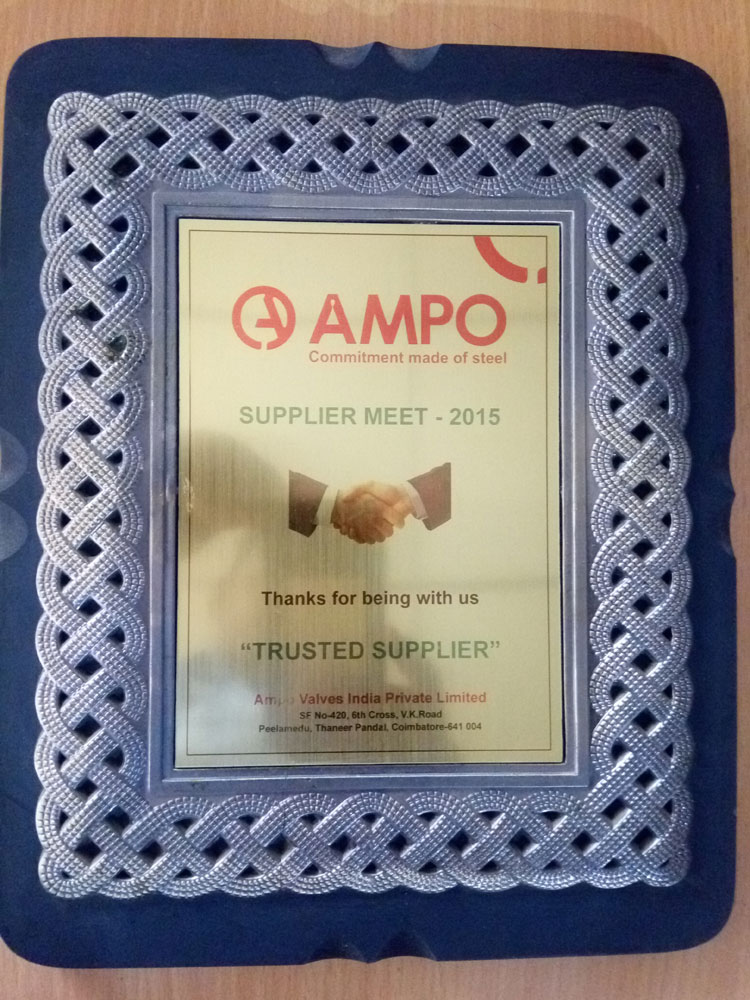 AMPO
Commitment made of steel
SUPPLIER MEET - 2015
Thanks for being with us
“TRUSTED SUPPLIER”
Ampo Valves India Private Limited
SF No-420, 6th Cross, V.K.Road
Peelamedu, Thaneer Pandal, Coimbatore-641 004